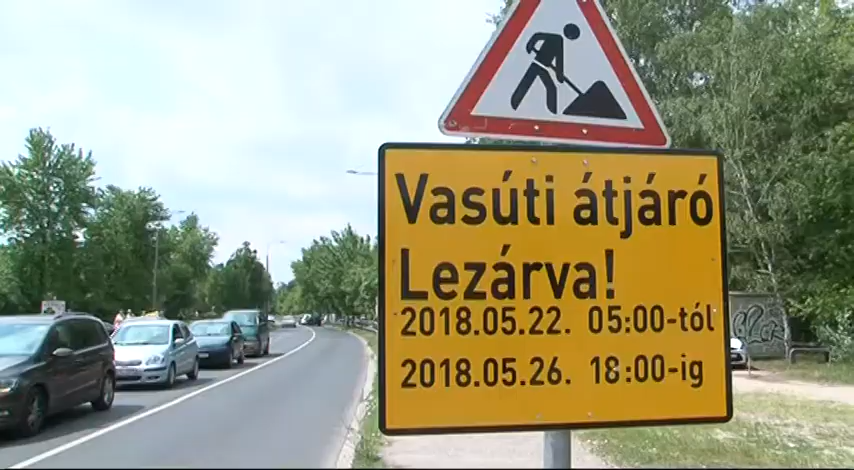 Vasúti átjáró
Lezárva!
2018.05.22. 05:00-tól
2018.05.26. 18:00-ig